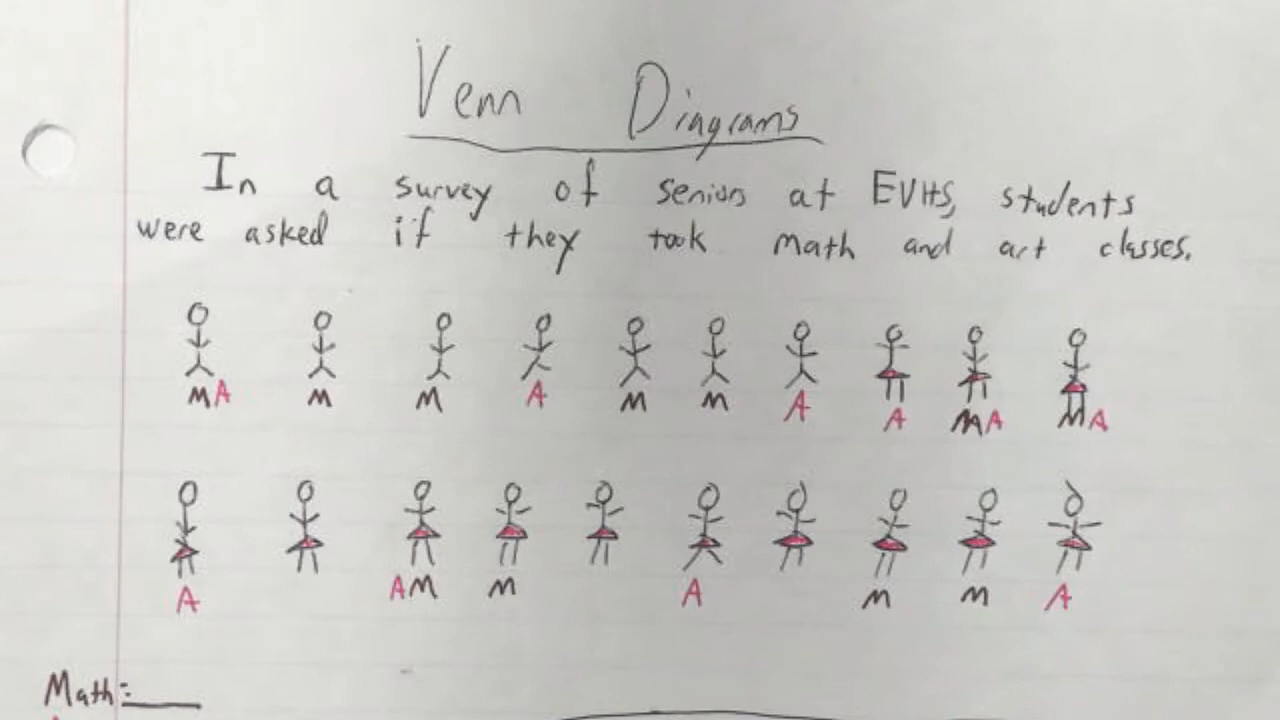 Venn Diagrams
In a survey of seniors at EVHS, students
were asked if they took math and art classes.
MA M M A M M A A MA MA
A AM M A M M A
Math: